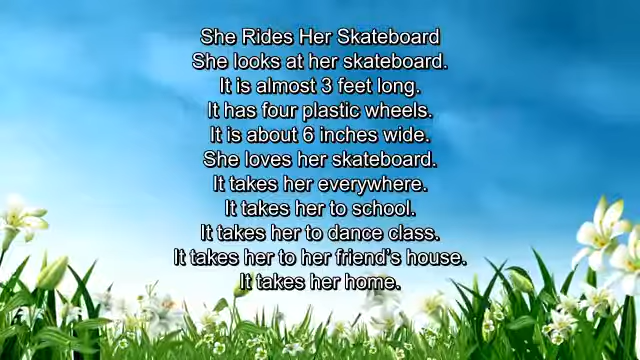 She Rides Her Skateboard
She looks at her skateboard.
It is almost 3 feet long.
It has four plastic wheels.
It is about 6 inches wide.
She loves her skateboard.
It takes her everywhere.
It takes her to school.
It takes her to dance class.
It takes her to her friend's house.
It takes her home.